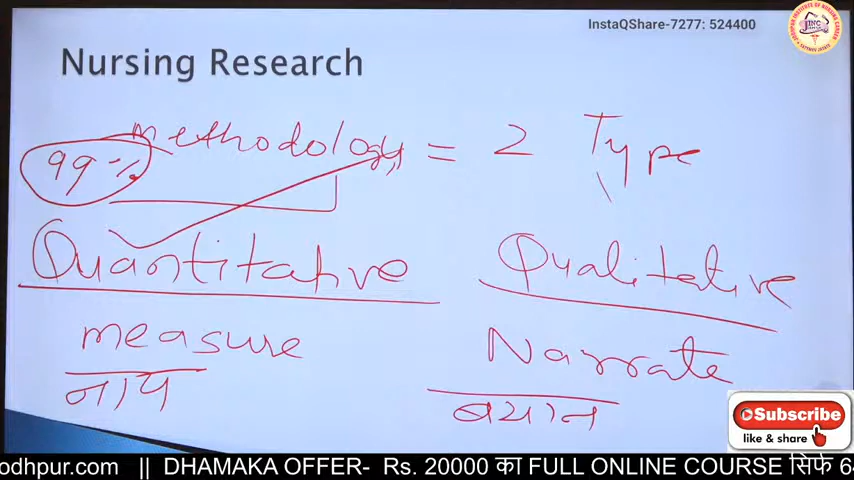 InstaQShare-7277: 524400
Nursing Research
methodology = 2 Type
99%
Quantitative Qualitative
measure Narrate
नाप बयान
Subscribe
like & share
odhpur.com || DHAMAKA OFFER- Rs. 20000 का FULL ONLINE COURSE सिर्फ 6